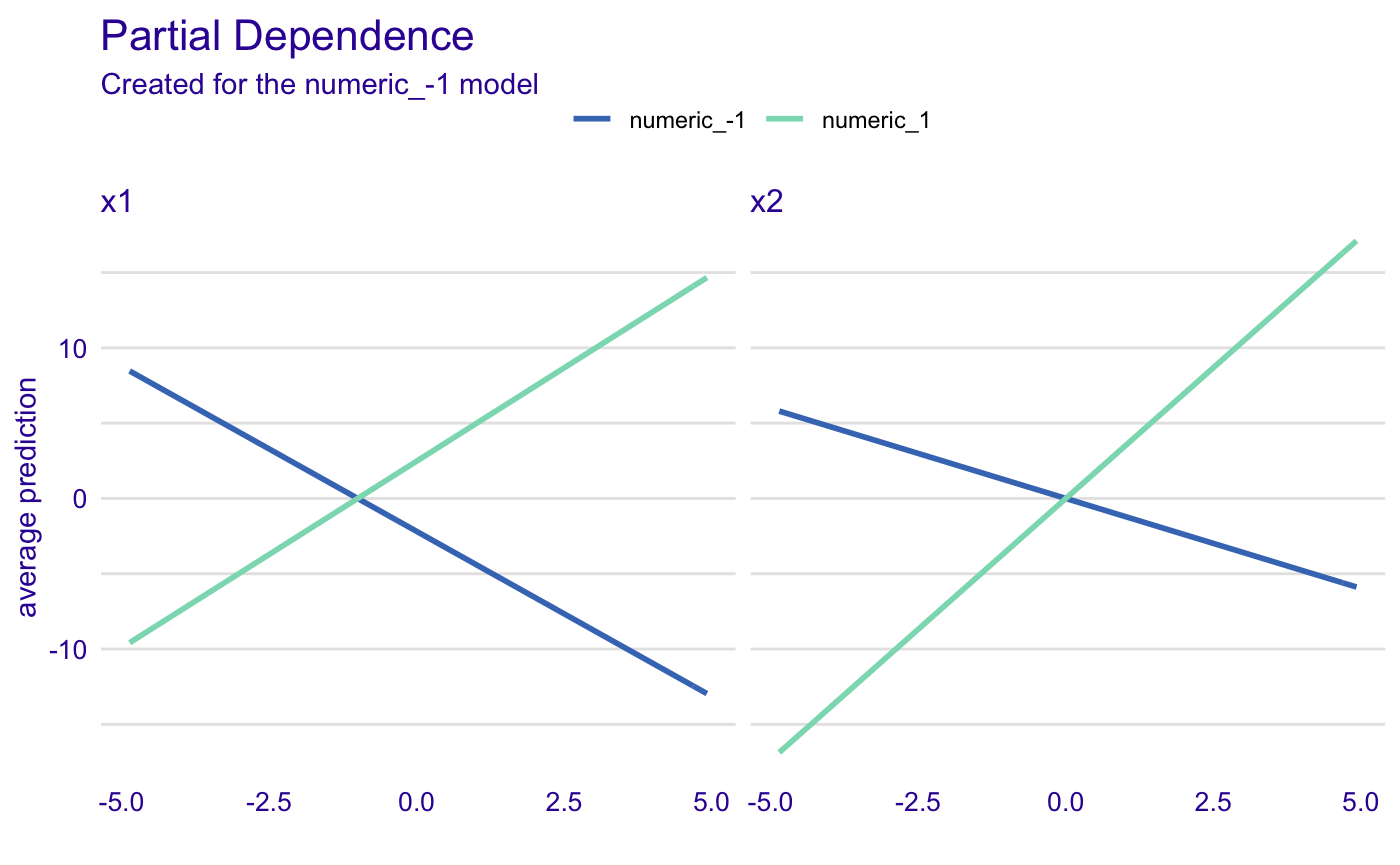 Partial Dependence
Created for the numeric_-1 model
numeric_-1 numeric_1
x1 x2
average prediction
10
0
-10
-5.0 -2.5 0.0 2.5 5.0 -5.0 -2.5 0.0 2.5 5.0